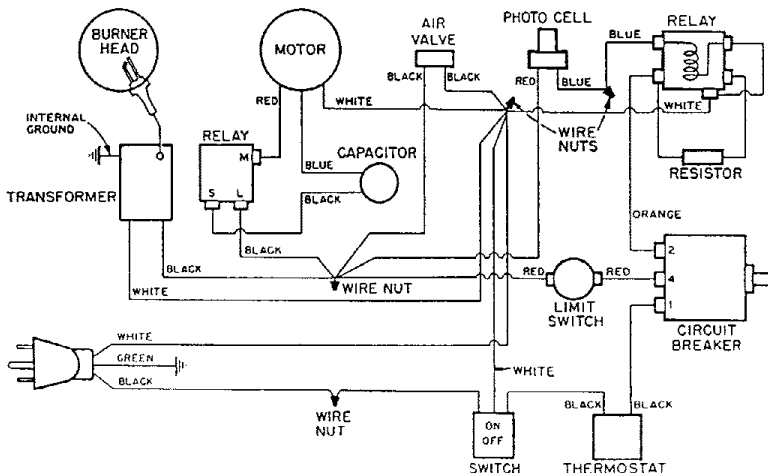 BURNER
HEAD
MOTOR
AIR
VALVE
PHOTO CELL
RELAY
BLUE
BLACK
BLACK
RED
BLUE
RED
WHITE
WHITE
INTERNAL
GROUND
RELAY
M
S
L
WIRE
NUTS
CAPACITOR
BLUE
BLACK
RESISTOR
TRANSFORMER
ORANGE
BLACK
BLACK
WHITE
WIRE NUT
RED
RED
LIMIT
SWITCH
2
4
1
CIRCUIT
BREAKER
WHITE
GREEN
BLACK
WHITE
WIRE
NUT
ON
OFF
SWITCH
BLACK
BLACK
THERMOSTAT